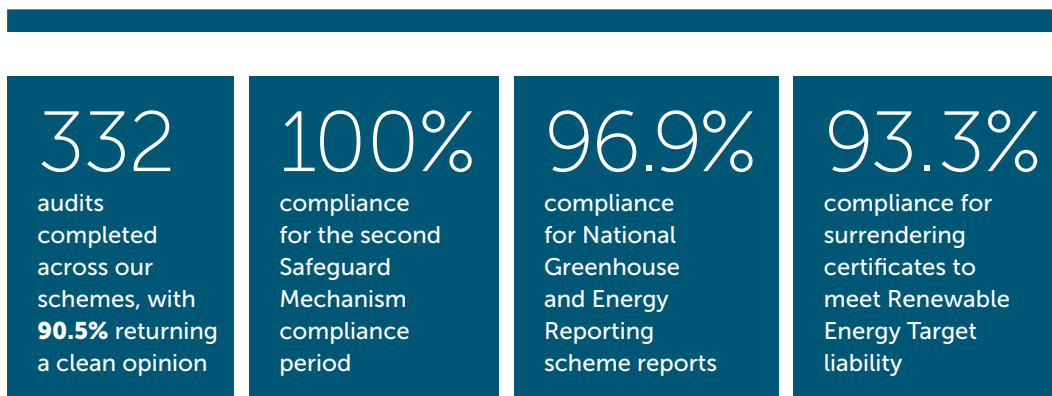 332
audits
completed
across our
schemes, with
90.5% returning
a clean opinion
100%
compliance
for the second
Safeguard
Mechanism
compliance
period
96.9%
compliance
for National
Greenhouse
and Energy
Reporting
scheme reports
93.3%
compliance for
surrendering
certificates to
meet Renewable
Energy Target
liability